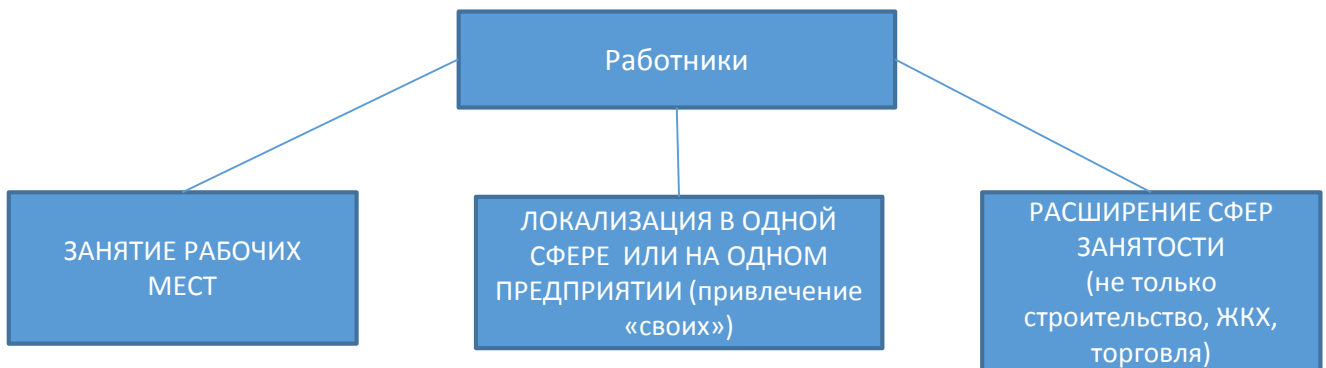 Работники
ЗАНЯТИЕ РАБОЧИХ
МЕСТ
ЛОКАЛИЗАЦИЯ В ОДНОЙ
СФЕРЕ ИЛИ НА ОДНОМ
ПРЕДПРИЯТИИ (привлечение
«своих»)
РАСШИРЕНИЕ СФЕР
ЗАНЯТОСТИ
(не только
строительство, ЖКХ,
торговля)